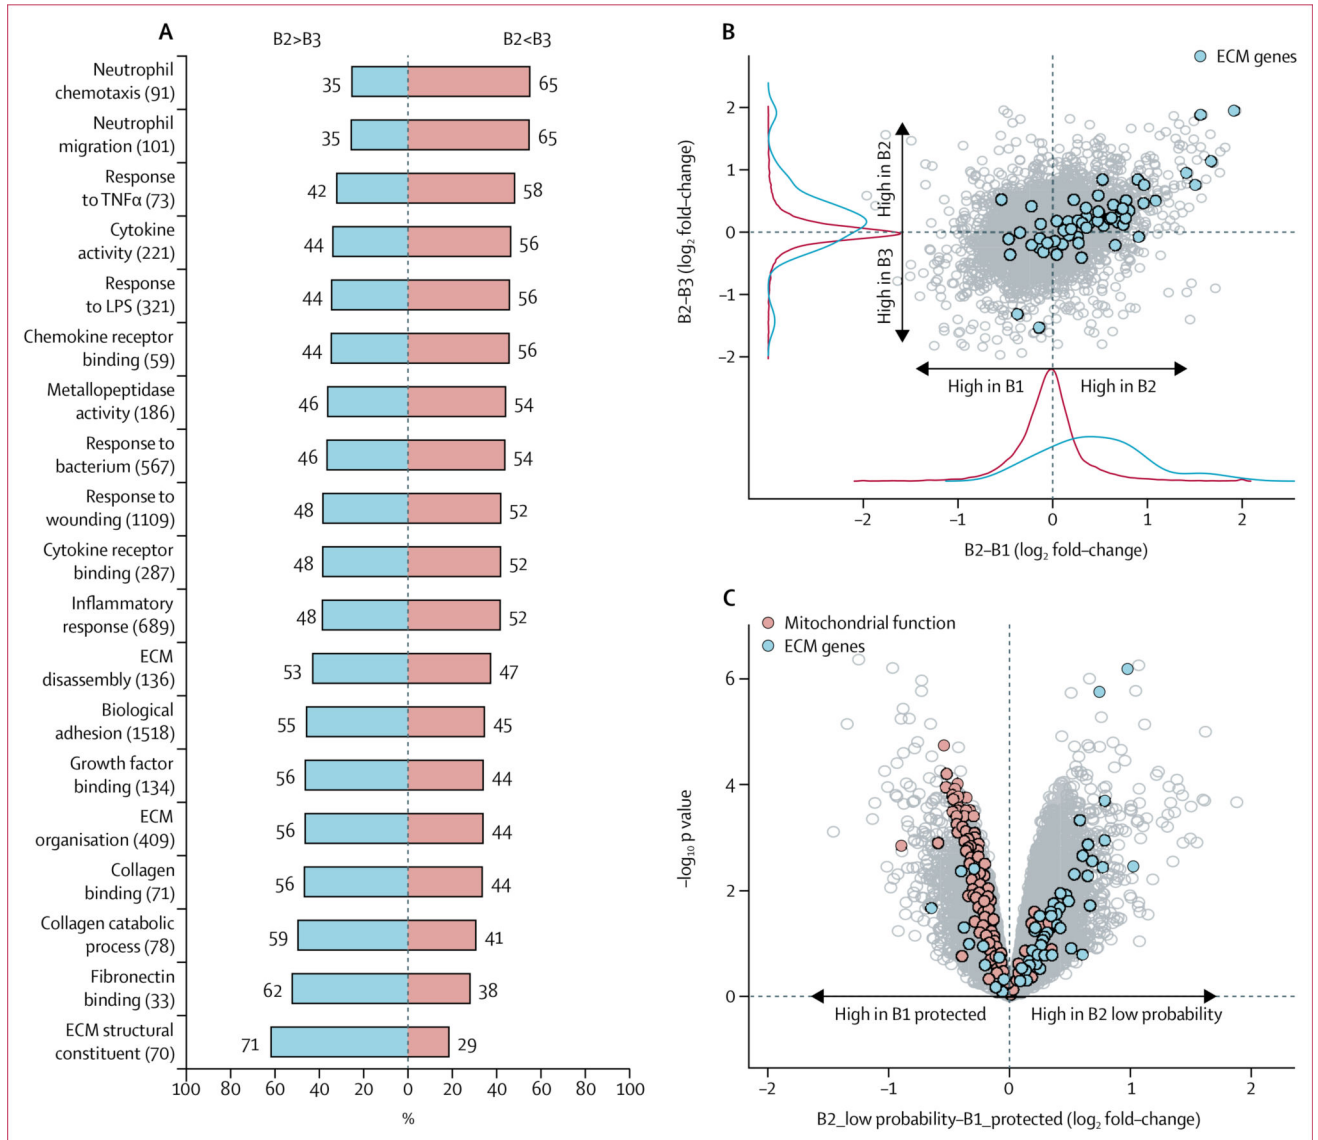 A
B2>B3
B2<B3
Neutrophil
chemotaxis (91)
35
65
Neutrophil
migration (101)
35
65
Response
to TNFα (73)
42
58
Cytokine
activity (221)
44
56
Response
to LPS (321)
44
56
Chemokine receptor
binding (59)
44
56
Metallopeptidase
activity (186)
46
54
Response to
bacterium (567)
46
54
Response to
wounding (1109)
48
52
Cytokine receptor
binding (287)
48
52
Inflammatory
response (689)
48
52
ECM
disassembly (136)
53
47
Biological
adhesion (1518)
55
45
Growth factor
binding (134)
56
44
ECM
organisation (409)
56
44
Collagen
binding (71)
56
44
Collagen catabolic
process (78)
59
41
Fibronectin
binding (33)
62
38
ECM structural
constituent (70)
71
29
100 80 60 40 20 0 20 40 60 80 100
%
B
ECM genes
2
1
0
–1
–2
B2–B3 (log2 fold–change)
High in B2
High in B3
High in B1
High in B2
–2 –1 0 1 2
B2–B1 (log2 fold–change)
C
Mitochondrial function
ECM genes
6
4
2
0
–log10 p value
High in B1 protected
High in B2 low probability
–2 –1 0 1 2
B2_low probability–B1_protected (log2 fold–change)